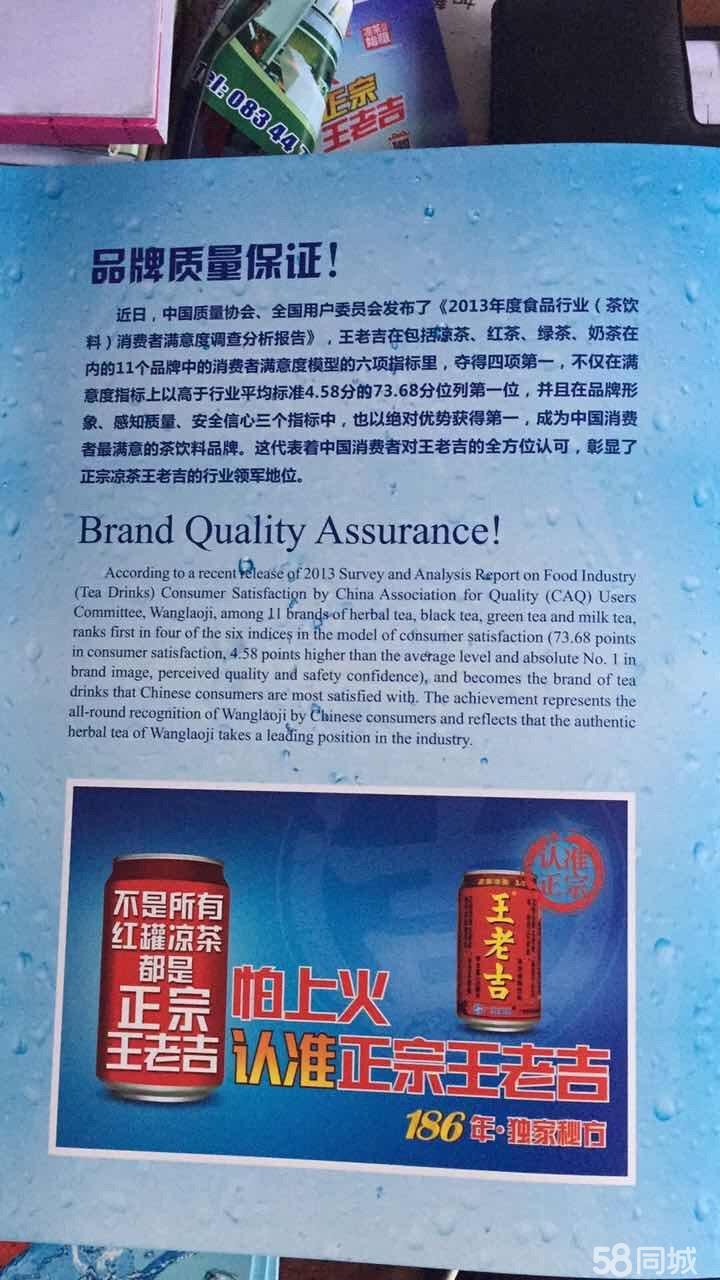 凉茶
始祖
正宗
王老吉
Tel: 083 44 7
品牌质量保证!
近日，中国质量协会、全国用户委员会发布了《2013年度食品行业（茶饮
料）消费者满意度调查分析报告》，王老吉在包括凉茶、红茶、绿茶、奶茶在
内的11个品牌中的消费者满意度模型的六项指标里，夺得四项第一，不仅在满
意度指标上以高于行业平均标准4.58分的73.68分位列第一位，并且在品牌形
象、感知质量、安全信心三个指标中，也以绝对优势获得第一，成为中国消费
者最满意的茶饮料品牌。这代表着中国消费者对王老吉的全方位认可，彰显了
正宗凉茶王老吉的行业领军地位。
Brand Quality Assurance!
According to a recent release of 2013 Survey and Analysis Report on Food Industry
(Tea Drinks) Consumer Satisfaction by China Association for Quality (CAQ) Users
Committee, Wanglaoji, among 11 brands of herbal tea, black tea, green tea and milk tea,
ranks first in four of the six indices in the model of consumer satisfaction (73.68 points
in consumer satisfaction, 4.58 points higher than the average level and absolute No. 1 in
brand image, perceived quality and safety confidence), and becomes the brand of tea
drinks that Chinese consumers are most satisfied with. The achievement represents the
all-round recognition of Wanglaoji by Chinese consumers and reflects that the authentic
herbal tea of Wanglaoji takes a leading position in the industry.
不是所有
红罐凉茶
都是
正宗
王老吉
王老吉
认准
正宗
怕上火
认准正宗王老吉
186年·独家秘方
58同城